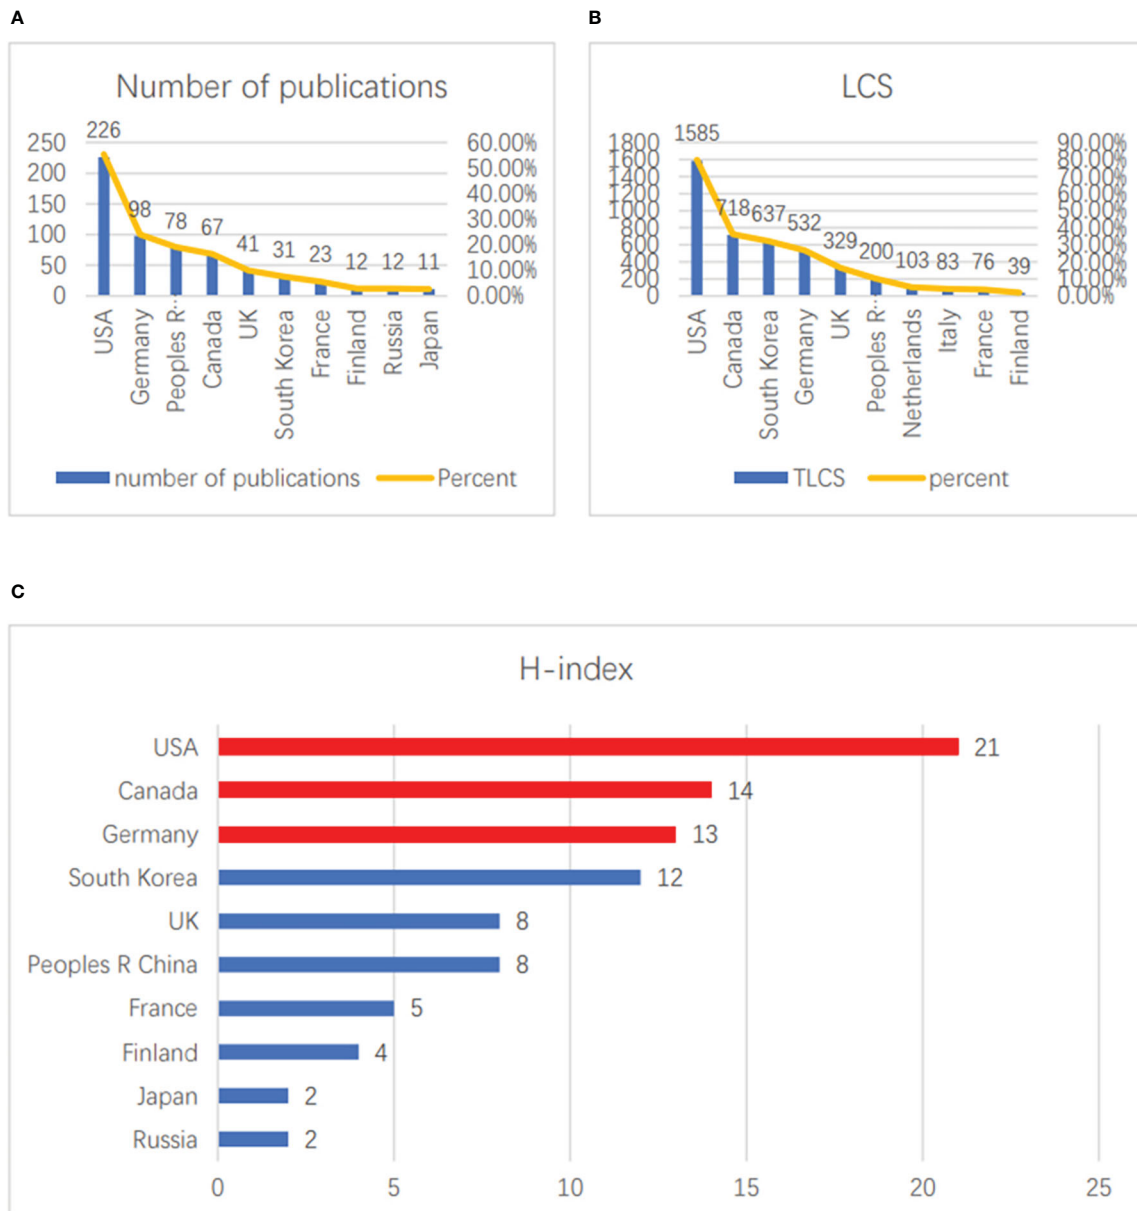 A
Number of publications
226
98
78
67
41
31
23
12
12
11
250
200
150
100
50
0
60.00%
50.00%
40.00%
30.00%
20.00%
10.00%
0.00%
USA
Germany
Peoples R…
Canada
UK
South Korea
France
Finland
Russia
Japan
number of publications
Percent
B
LCS
1585
718
637
532
329
200
103
83
76
39
1800
1600
1400
1200
1000
800
600
400
200
0
90.00%
80.00%
70.00%
60.00%
50.00%
40.00%
30.00%
20.00%
10.00%
0.00%
USA
Canada
South Korea
Germany
UK
Peoples R…
Netherlands
Italy
France
Finland
TLCS
percent
C
H-index
USA 21
Canada 14
Germany 13
South Korea 12
UK 8
Peoples R China 8
France 5
Finland 4
Japan 2
Russia 2
0 5 10 15 20 25